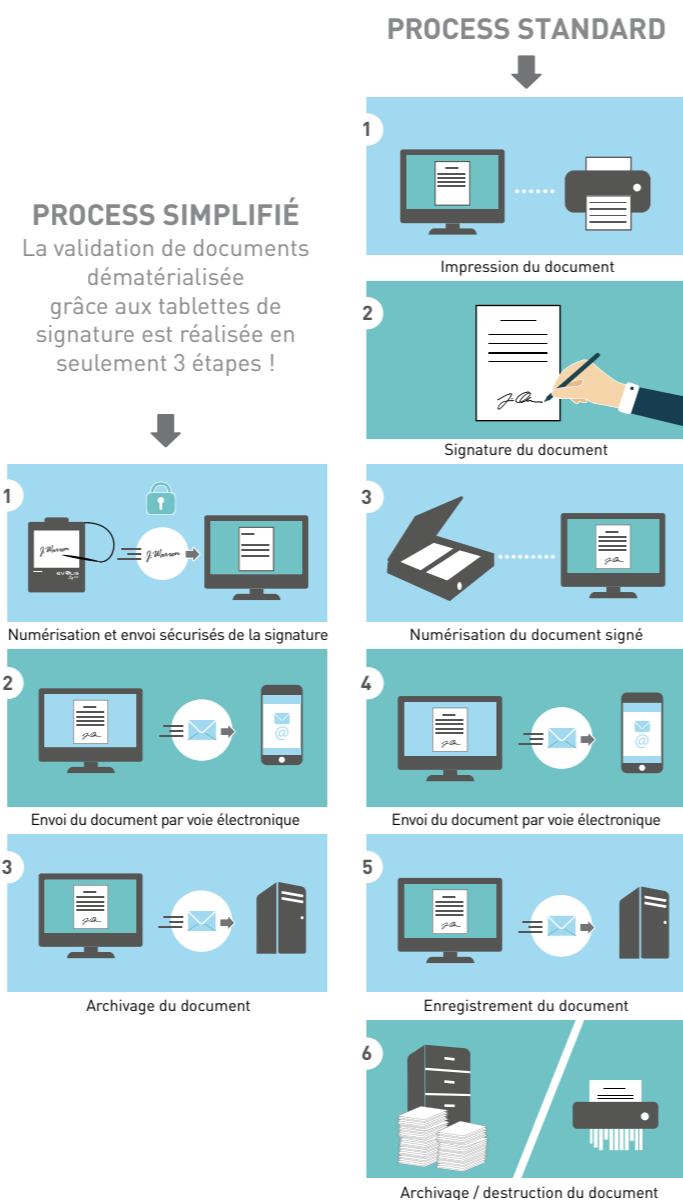 PROCESS STANDARD
1
Impression du document
2
Signature du document
3
Numérisation du document signé
4
@
Envoi du document par voie électronique
5
Enregistrement du document
6
Archivage / destruction du document
PROCESS SIMPLIFIÉ
La validation de documents
dématérialisée
grâce aux tablettes de
signature est réalisée en
seulement 3 étapes !
1
evolis
Numérisation et envoi sécurisés de la signature
2
@
Envoi du document par voie électronique
3
Archivage du document